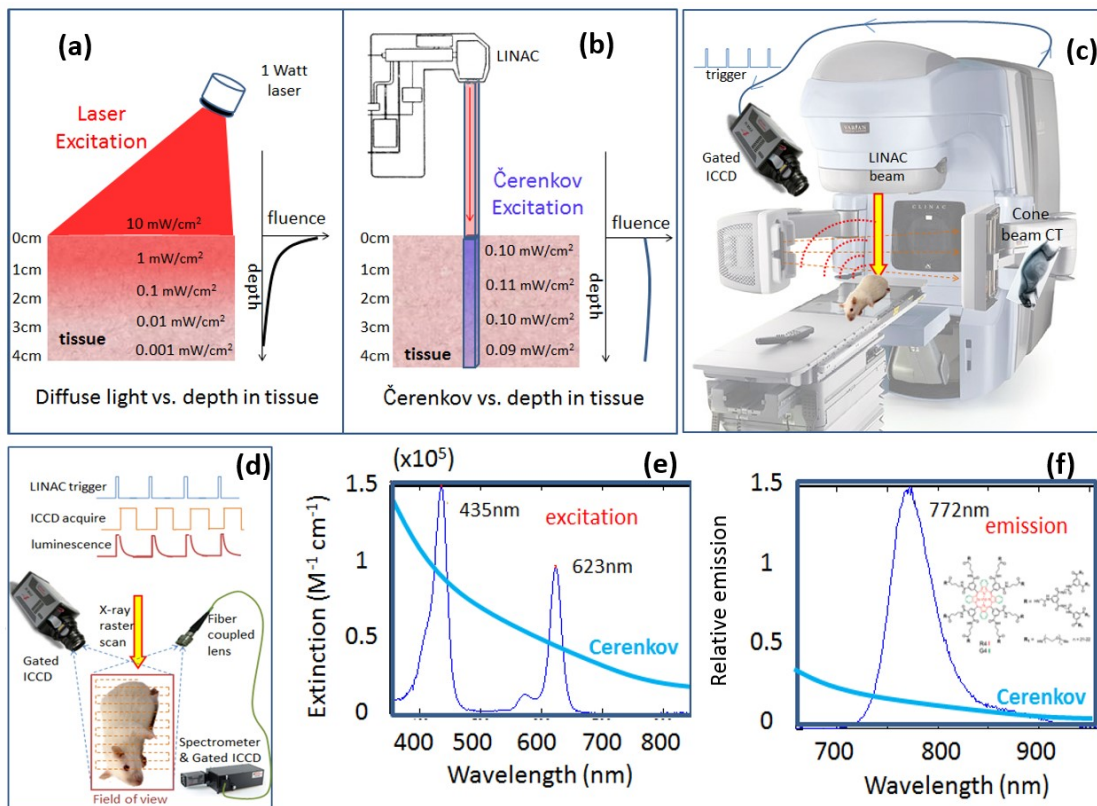 (a)
1 Watt
laser
Laser
Excitation
10 mW/cm²
fluence
0cm
1cm
1 mW/cm²
2cm
0.1 mW/cm²
3cm
0.01 mW/cm²
4cm
tissue
0.001 mW/cm²
depth
Diffuse light vs. depth in tissue
(b)
LINAC
Čerenkov
Excitation
fluence
0cm
0.10 mW/cm²
1cm
0.11 mW/cm²
2cm
0.10 mW/cm²
3cm
0.09 mW/cm²
4cm
tissue
depth
Čerenkov vs. depth in tissue
(c)
trigger
Gated
ICCD
VARIAN
LINAC
beam
CLINAC
Cone
beam CT
(d)
LINAC trigger
ICCD acquire
luminescence
X-ray
raster
scan
Fiber
coupled
lens
Gated
ICCD
Spectrometer
& Gated ICCD
Field of view
(x10⁵)
(e)
1.5
435nm
excitation
1
623nm
0.5
Cerenkov
0
400 500 600 700 800
Extinction (M⁻¹ cm⁻¹)
Wavelength (nm)
(f)
1.5
772nm
emission
1
0.5
Cerenkov
0
700 800 900
Relative emission
Wavelength (nm)